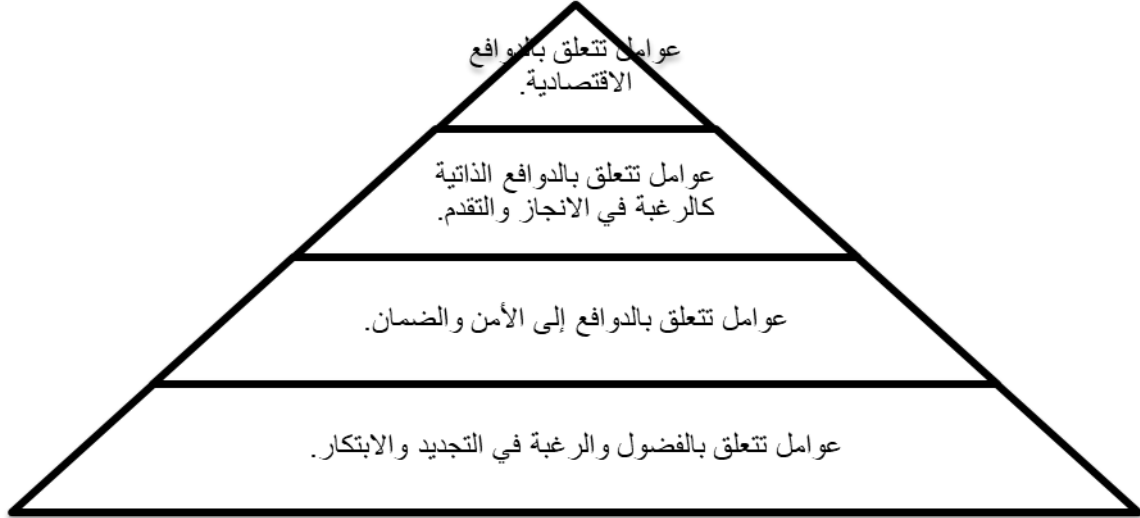 عوامل تتعلق بالدوافع
الاقتصادية.
عوامل تتعلق بالدوافع الذاتية
كالرغبة في الانجاز والتقدم.
عوامل تتعلق بالدوافع إلى الأمن والضمان.
عوامل تتعلق بالفضول والرغبة في التجديد والابتكار.